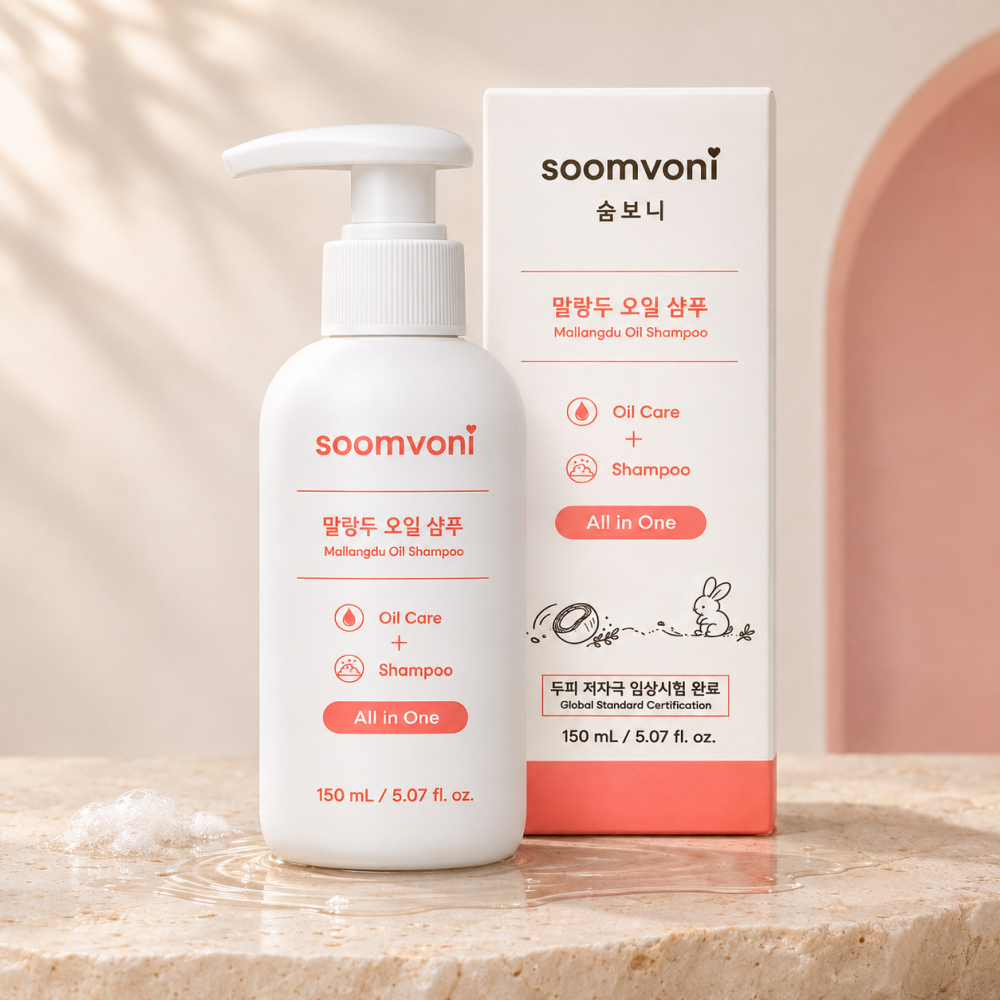 soomvoni
말랑두 오일 샴푸
Mallangdu Oil Shampoo
Oil Care
+
Shampoo
All in One
150 mL / 5.07 fl. oz.
soomvoni
숨보니
말랑두 오일 샴푸
Mallangdu Oil Shampoo
Oil Care
+
Shampoo
All in One
두피 저자극 임상시험 완료
Global Standard Certification
150 mL / 5.07 fl. oz.